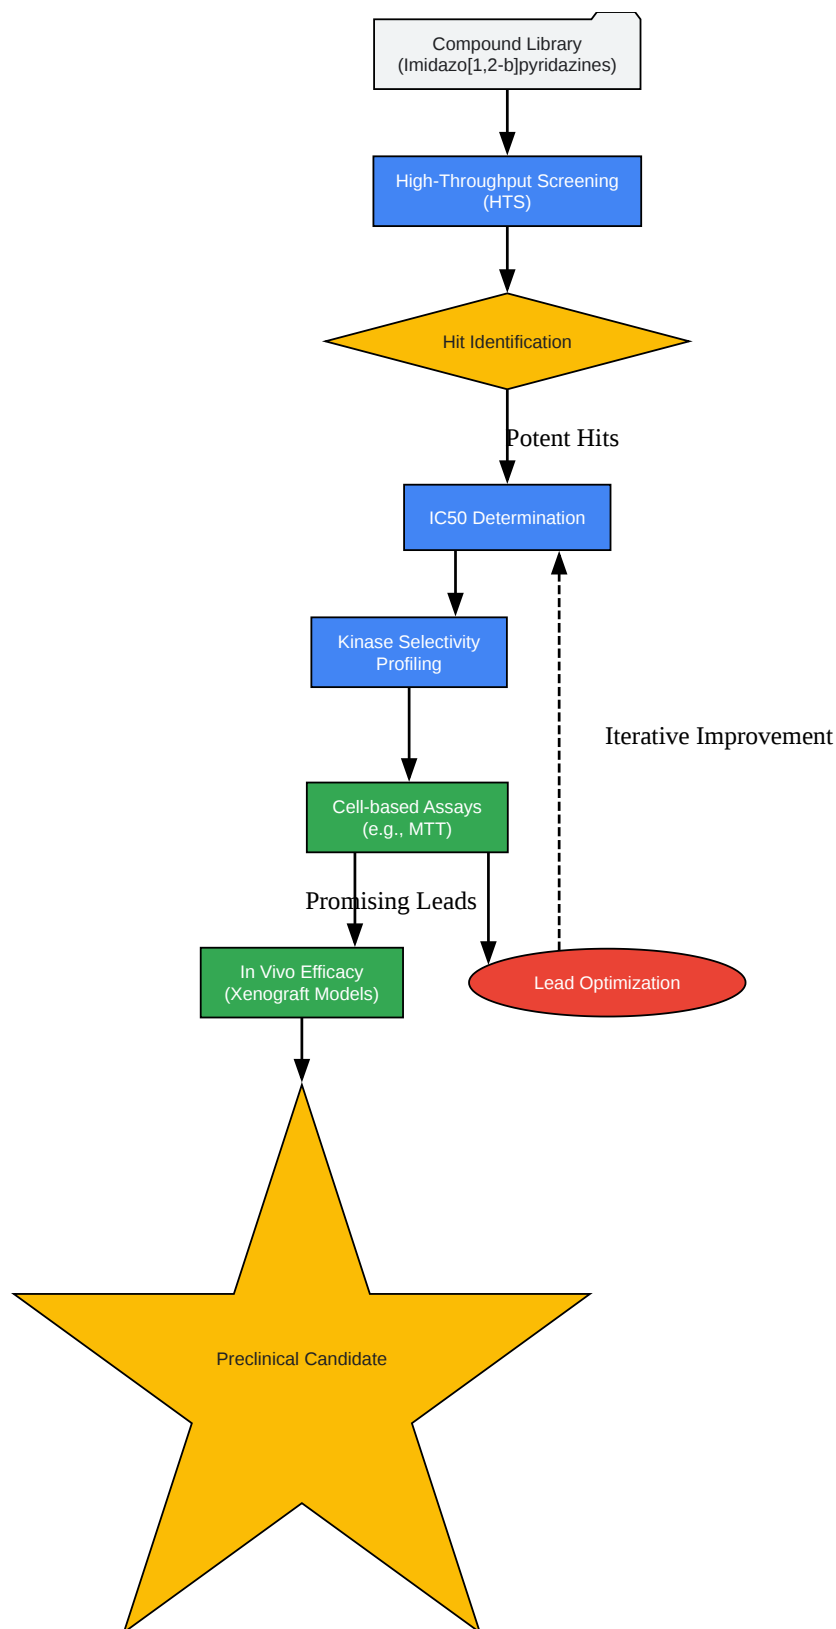 Compound Library
(Imidazo[1,2-b]pyridazines)
High-Throughput Screening
(HTS)
Hit Identification
Potent Hits
IC50 Determination
Kinase Selectivity
Profiling
Iterative Improvement
Cell-based Assays
(e.g., MTT)
Promising Leads
In Vivo Efficacy
(Xenograft Models)
Lead Optimization
Preclinical Candidate